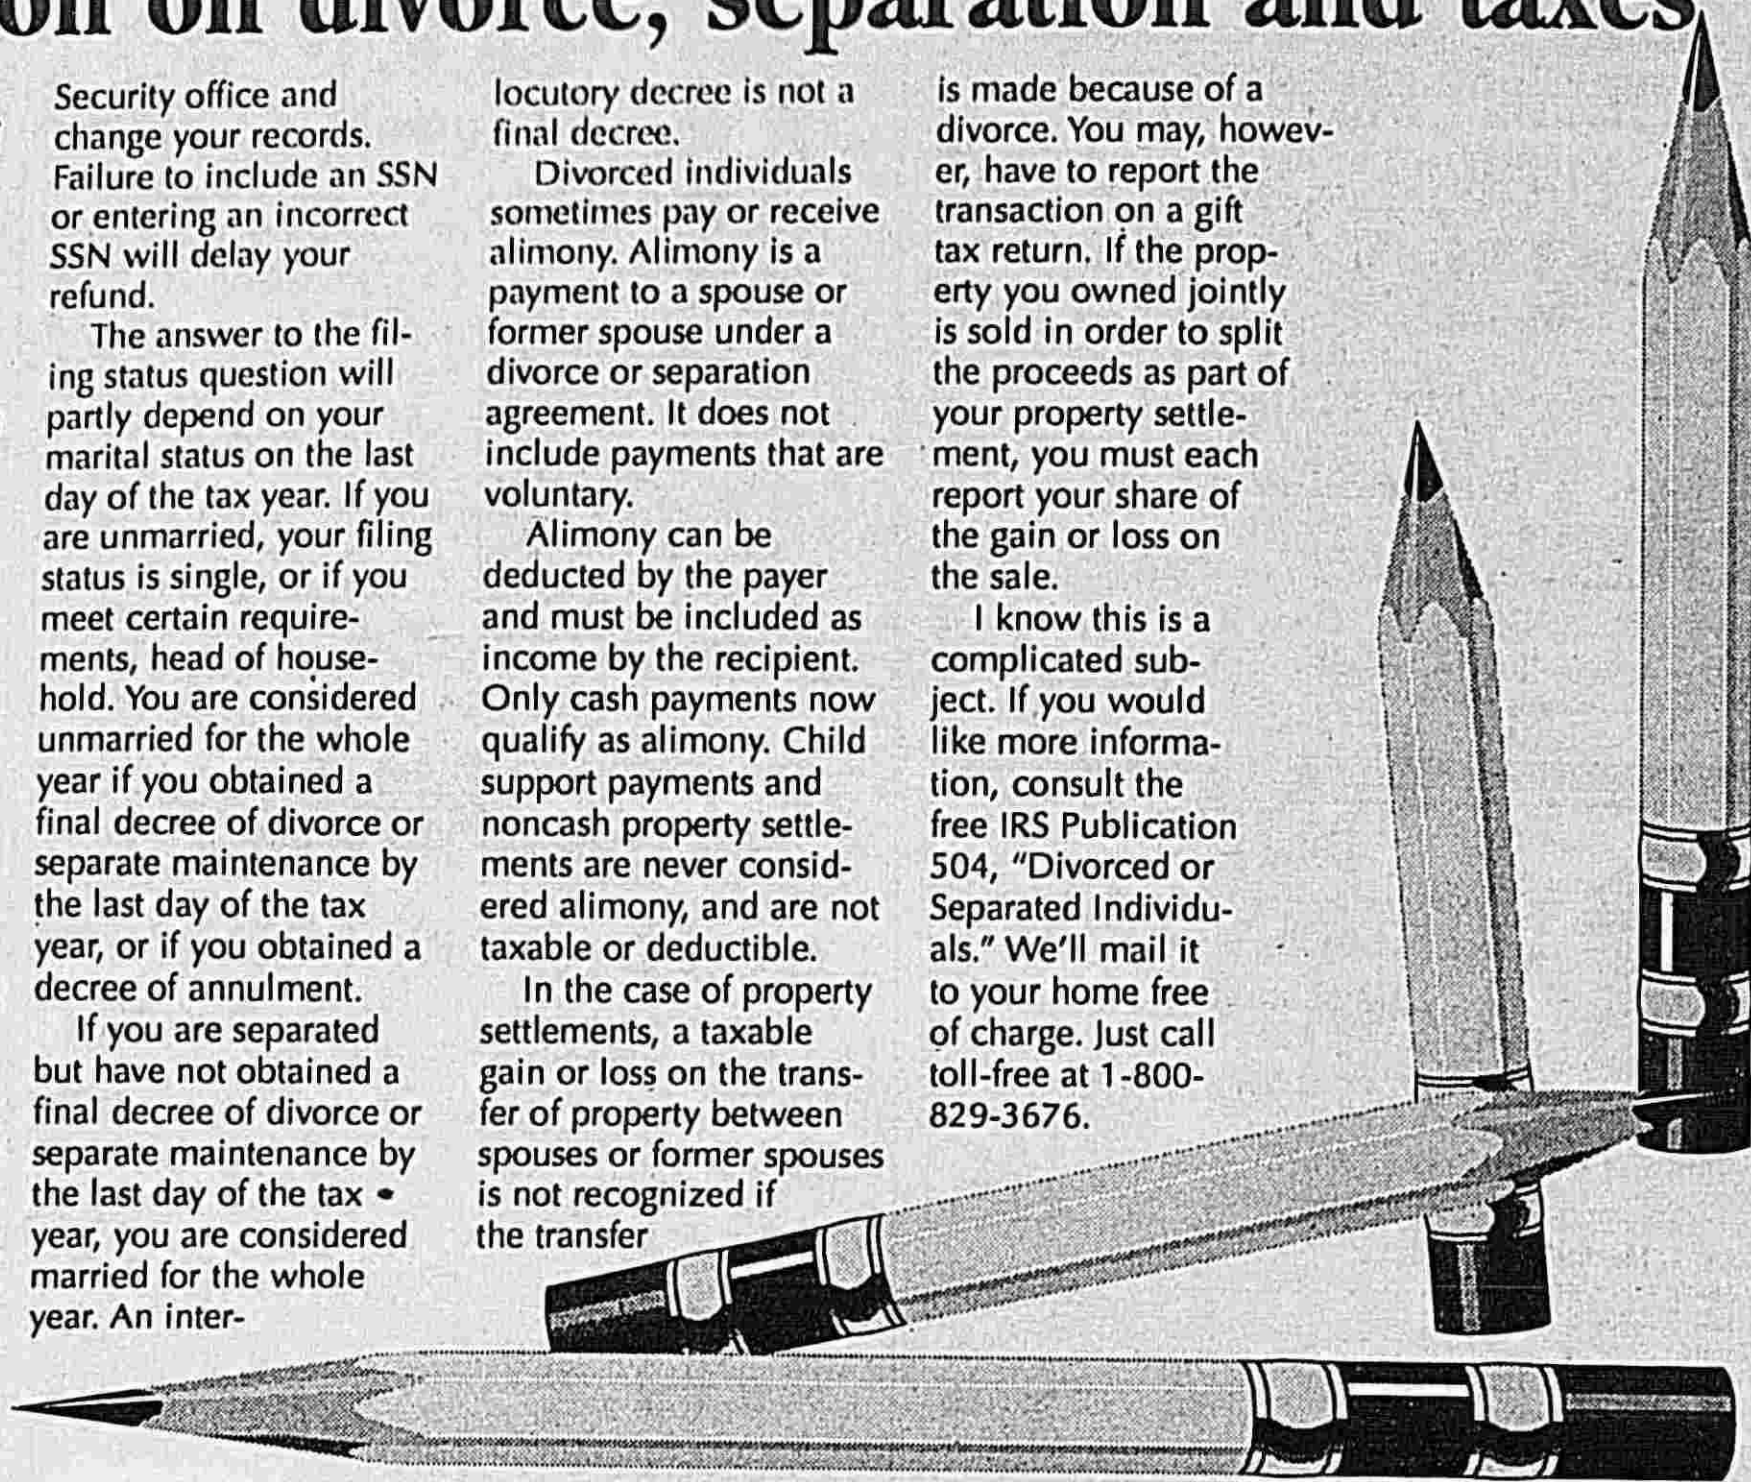 on on divorce, separation and taxes
Security office and
change your records.
Failure to include an SSN
or entering an incorrect
SSN will delay your
refund.
The answer to the fil-
ing status question will
partly depend on your
marital status on the last
day of the tax year. If you
are unmarried, your filing
status is single, or if you
meet certain require-
ments, head of house-
hold. You are considered
unmarried for the whole
year if you obtained a
final decree of divorce or
separate maintenance by
the last day of the tax
year, or if you obtained a
decree of annulment.
If you are separated
but have not obtained a
final decree of divorce or
separate maintenance by
the last day of the tax
year, you are considered
married for the whole
year. An inter-
locutory decree is not a
final decree.
Divorced individuals
sometimes pay or receive
alimony. Alimony is a
payment to a spouse or
former spouse under a
divorce or separation
agreement. It does not
include payments that are
voluntary.
Alimony can be
deducted by the payer
and must be included as
income by the recipient.
Only cash payments now
qualify as alimony. Child
support payments and
noncash property settle-
ments are never consid-
ered alimony, and are not
taxable or deductible.
In the case of property
settlements, a taxable
gain or loss on the trans-
fer of property between
spouses or former spouses
is not recognized if
the transfer
is made because of a
divorce. You may, howev-
er, have to report the
transaction on a gift
tax return. If the prop-
erty you owned jointly
is sold in order to split
the proceeds as part of
your property settle-
ment, you must each
report your share of
the gain or loss on
the sale.
I know this is a
complicated sub-
ject. If you would
like more informa-
tion, consult the
free IRS Publication
504, "Divorced or
Separated Individu-
als." We'll mail it
to your home free
of charge. Just call
toll-free at 1-800-
829-3676.